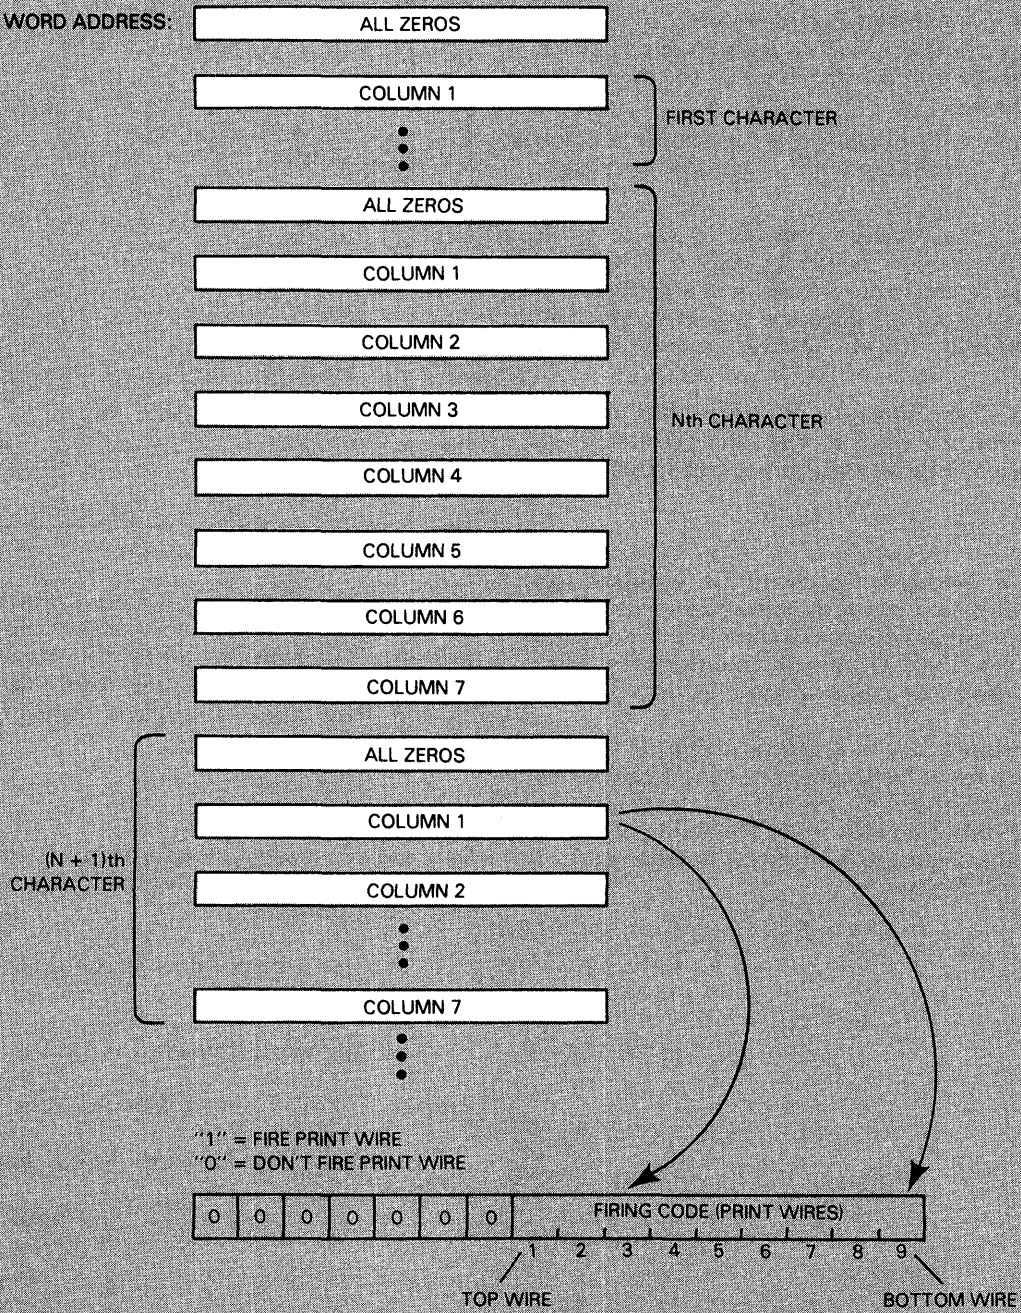 WORD ADDRESS:
ALL ZEROS
COLUMN 1
FIRST CHARACTER
ALL ZEROS
COLUMN 1
COLUMN 2
COLUMN 3
Nth CHARACTER
COLUMN 4
COLUMN 5
COLUMN 6
COLUMN 7
ALL ZEROS
COLUMN 1
(N + 1)th
CHARACTER
COLUMN 2
COLUMN 7
"1" = FIRE PRINT WIRE
"0" = DON'T FIRE PRINT WIRE
0 0 0 0 0 0 0 FIRING CODE (PRINT WIRES)
1 2 3 4 5 6 7 8 9
TOP WIRE BOTTOM WIRE